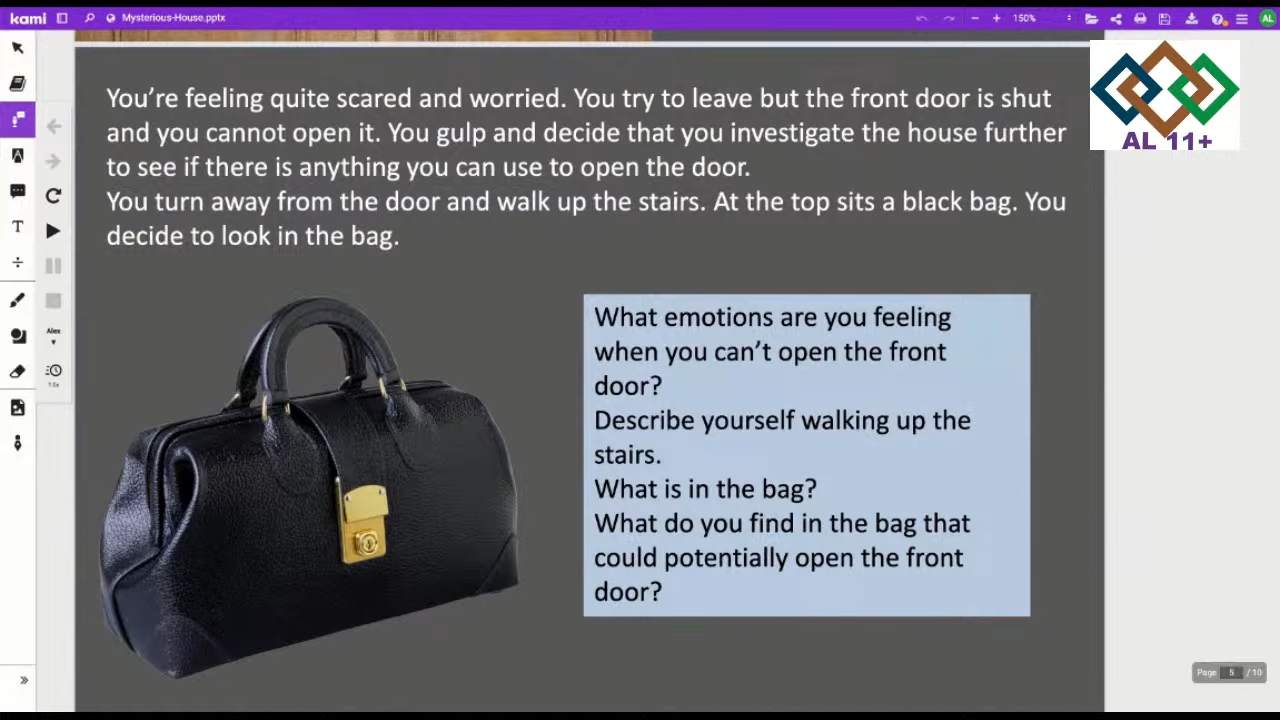 kami
Mysterious-House.pptx
150%
AL
AL 11+
You're feeling quite scared and worried. You try to leave but the front door is shut
and you cannot open it. You gulp and decide that you investigate the house further
to see if there is anything you can use to open the door.
You turn away from the door and walk up the stairs. At the top sits a black bag. You
decide to look in the bag.
What emotions are you feeling
when you can't open the front
door?
Describe yourself walking up the
stairs.
What is in the bag?
What do you find in the bag that
could potentially open the front
door?
Alex
Page 5 / 10